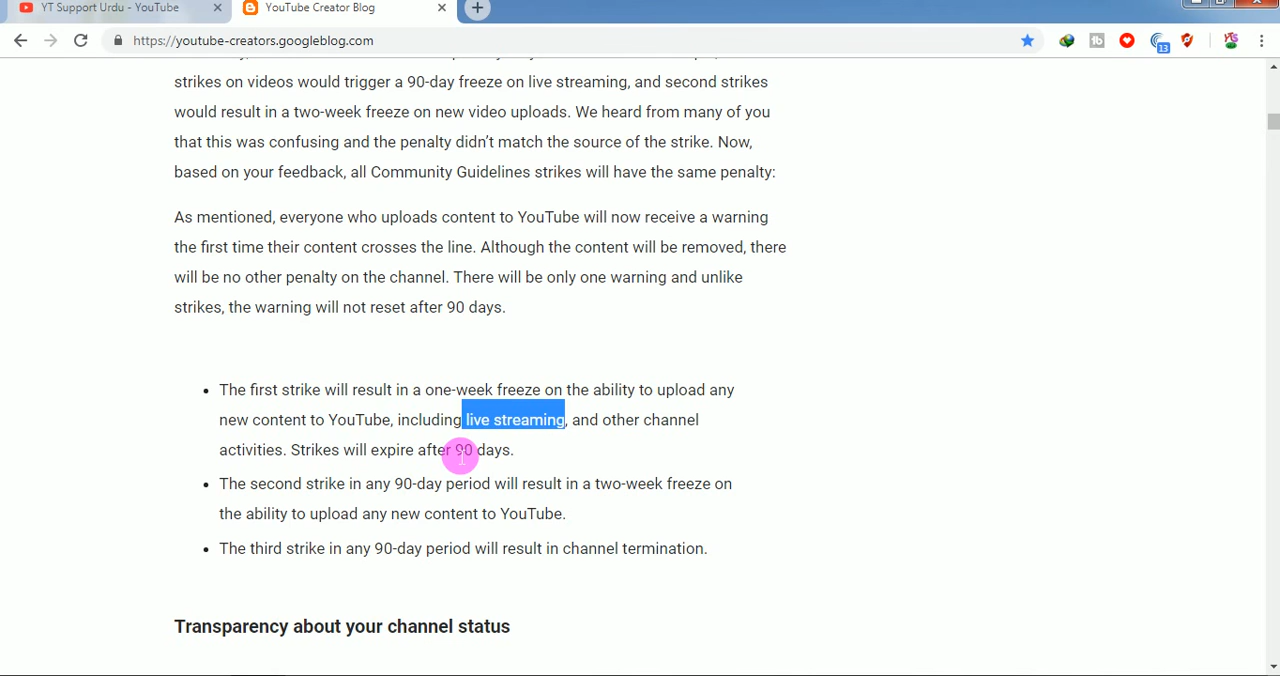 YT Support Urdu - YouTube
YouTube Creator Blog
https://youtube-creators.googleblog.com
13
strikes on videos would trigger a 90-day freeze on live streaming, and second strikes
would result in a two-week freeze on new video uploads. We heard from many of you
that this was confusing and the penalty didn’t match the source of the strike. Now,
based on your feedback, all Community Guidelines strikes will have the same penalty:
As mentioned, everyone who uploads content to YouTube will now receive a warning
the first time their content crosses the line. Although the content will be removed, there
will be no other penalty on the channel. There will be only one warning and unlike
strikes, the warning will not reset after 90 days.
• The first strike will result in a one-week freeze on the ability to upload any
new content to YouTube, including live streaming, and other channel
activities. Strikes will expire after 90 days.
• The second strike in any 90-day period will result in a two-week freeze on
the ability to upload any new content to YouTube.
• The third strike in any 90-day period will result in channel termination.
Transparency about your channel status